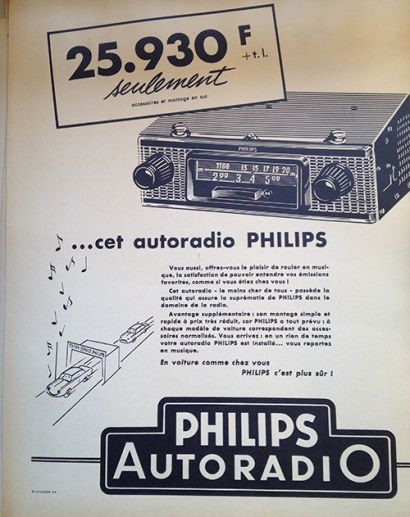 25.930 F
+t.l.
seulement
accessoires et montage en sus
PHILIPS
...cet autoradio PHILIPS
Vous aussi, offrez-vous le plaisir de rouler en musi-
que, la satisfaction de pouvoir entendre vos émissions
favorites, comme si vous étiez chez vous !
Cet autoradio - le moins cher de tous - possède la
qualité qui assure la suprématie de PHILIPS dans le
domaine de la radio.
Avantage supplémentaire : son montage simple et
rapide à prix très réduit, car PHILIPS a tout prévu : à
chaque modèle de voiture correspondent des acces-
soires normalisés. Vous arrivez : en un rien de temps
votre autoradio PHILIPS est installé... vous repartez
en musique.
En voiture comme chez vous
PHILIPS c'est plus sûr !
PHILIPS
AUTORADIO